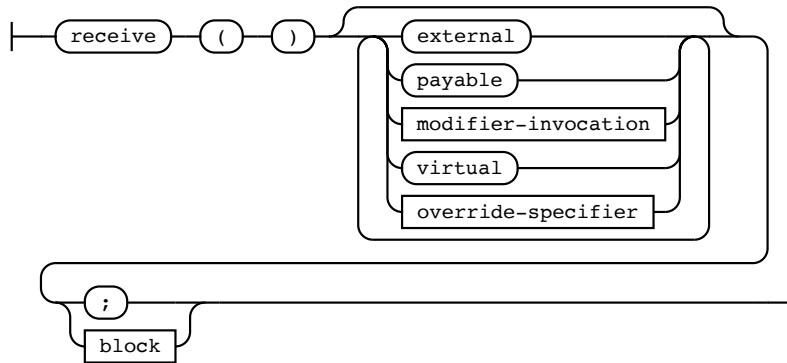 receive ( ) external
payable
modifier-invocation
virtual
override-specifier
;
block